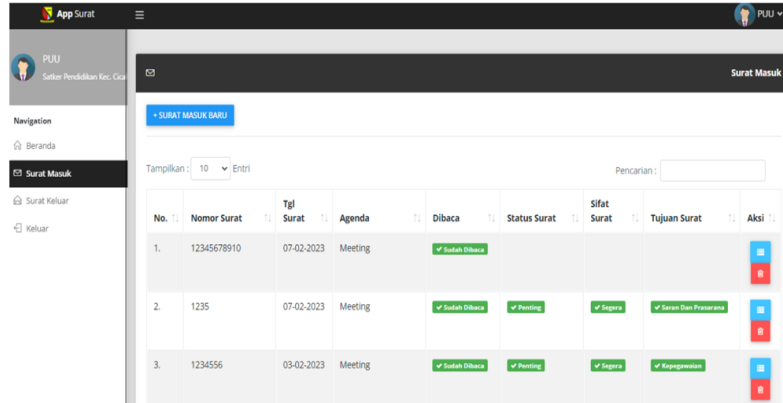 App Surat
PUU
PUU
Satker Pendidikan Kec.
Surat Masuk
Navigation
+ SURAT MASUK BARU
Beranda
Surat Masuk
Surat Keluar
Keluar
Tampilkan : 10 Entri
Pencarian :
No. Nomor Surat Tgl Surat Agenda Dibaca Status Surat Sifat Surat Tujuan Surat Aksi
1. 12345678910 07-02-2023 Meeting Sudah Dibaca
2. 1235 07-02-2023 Meeting Sudah Dibaca Penting Segera Saran Dan Prasarana
3. 1234556 03-02-2023 Meeting Sudah Dibaca Penting Segera Kepegawaian